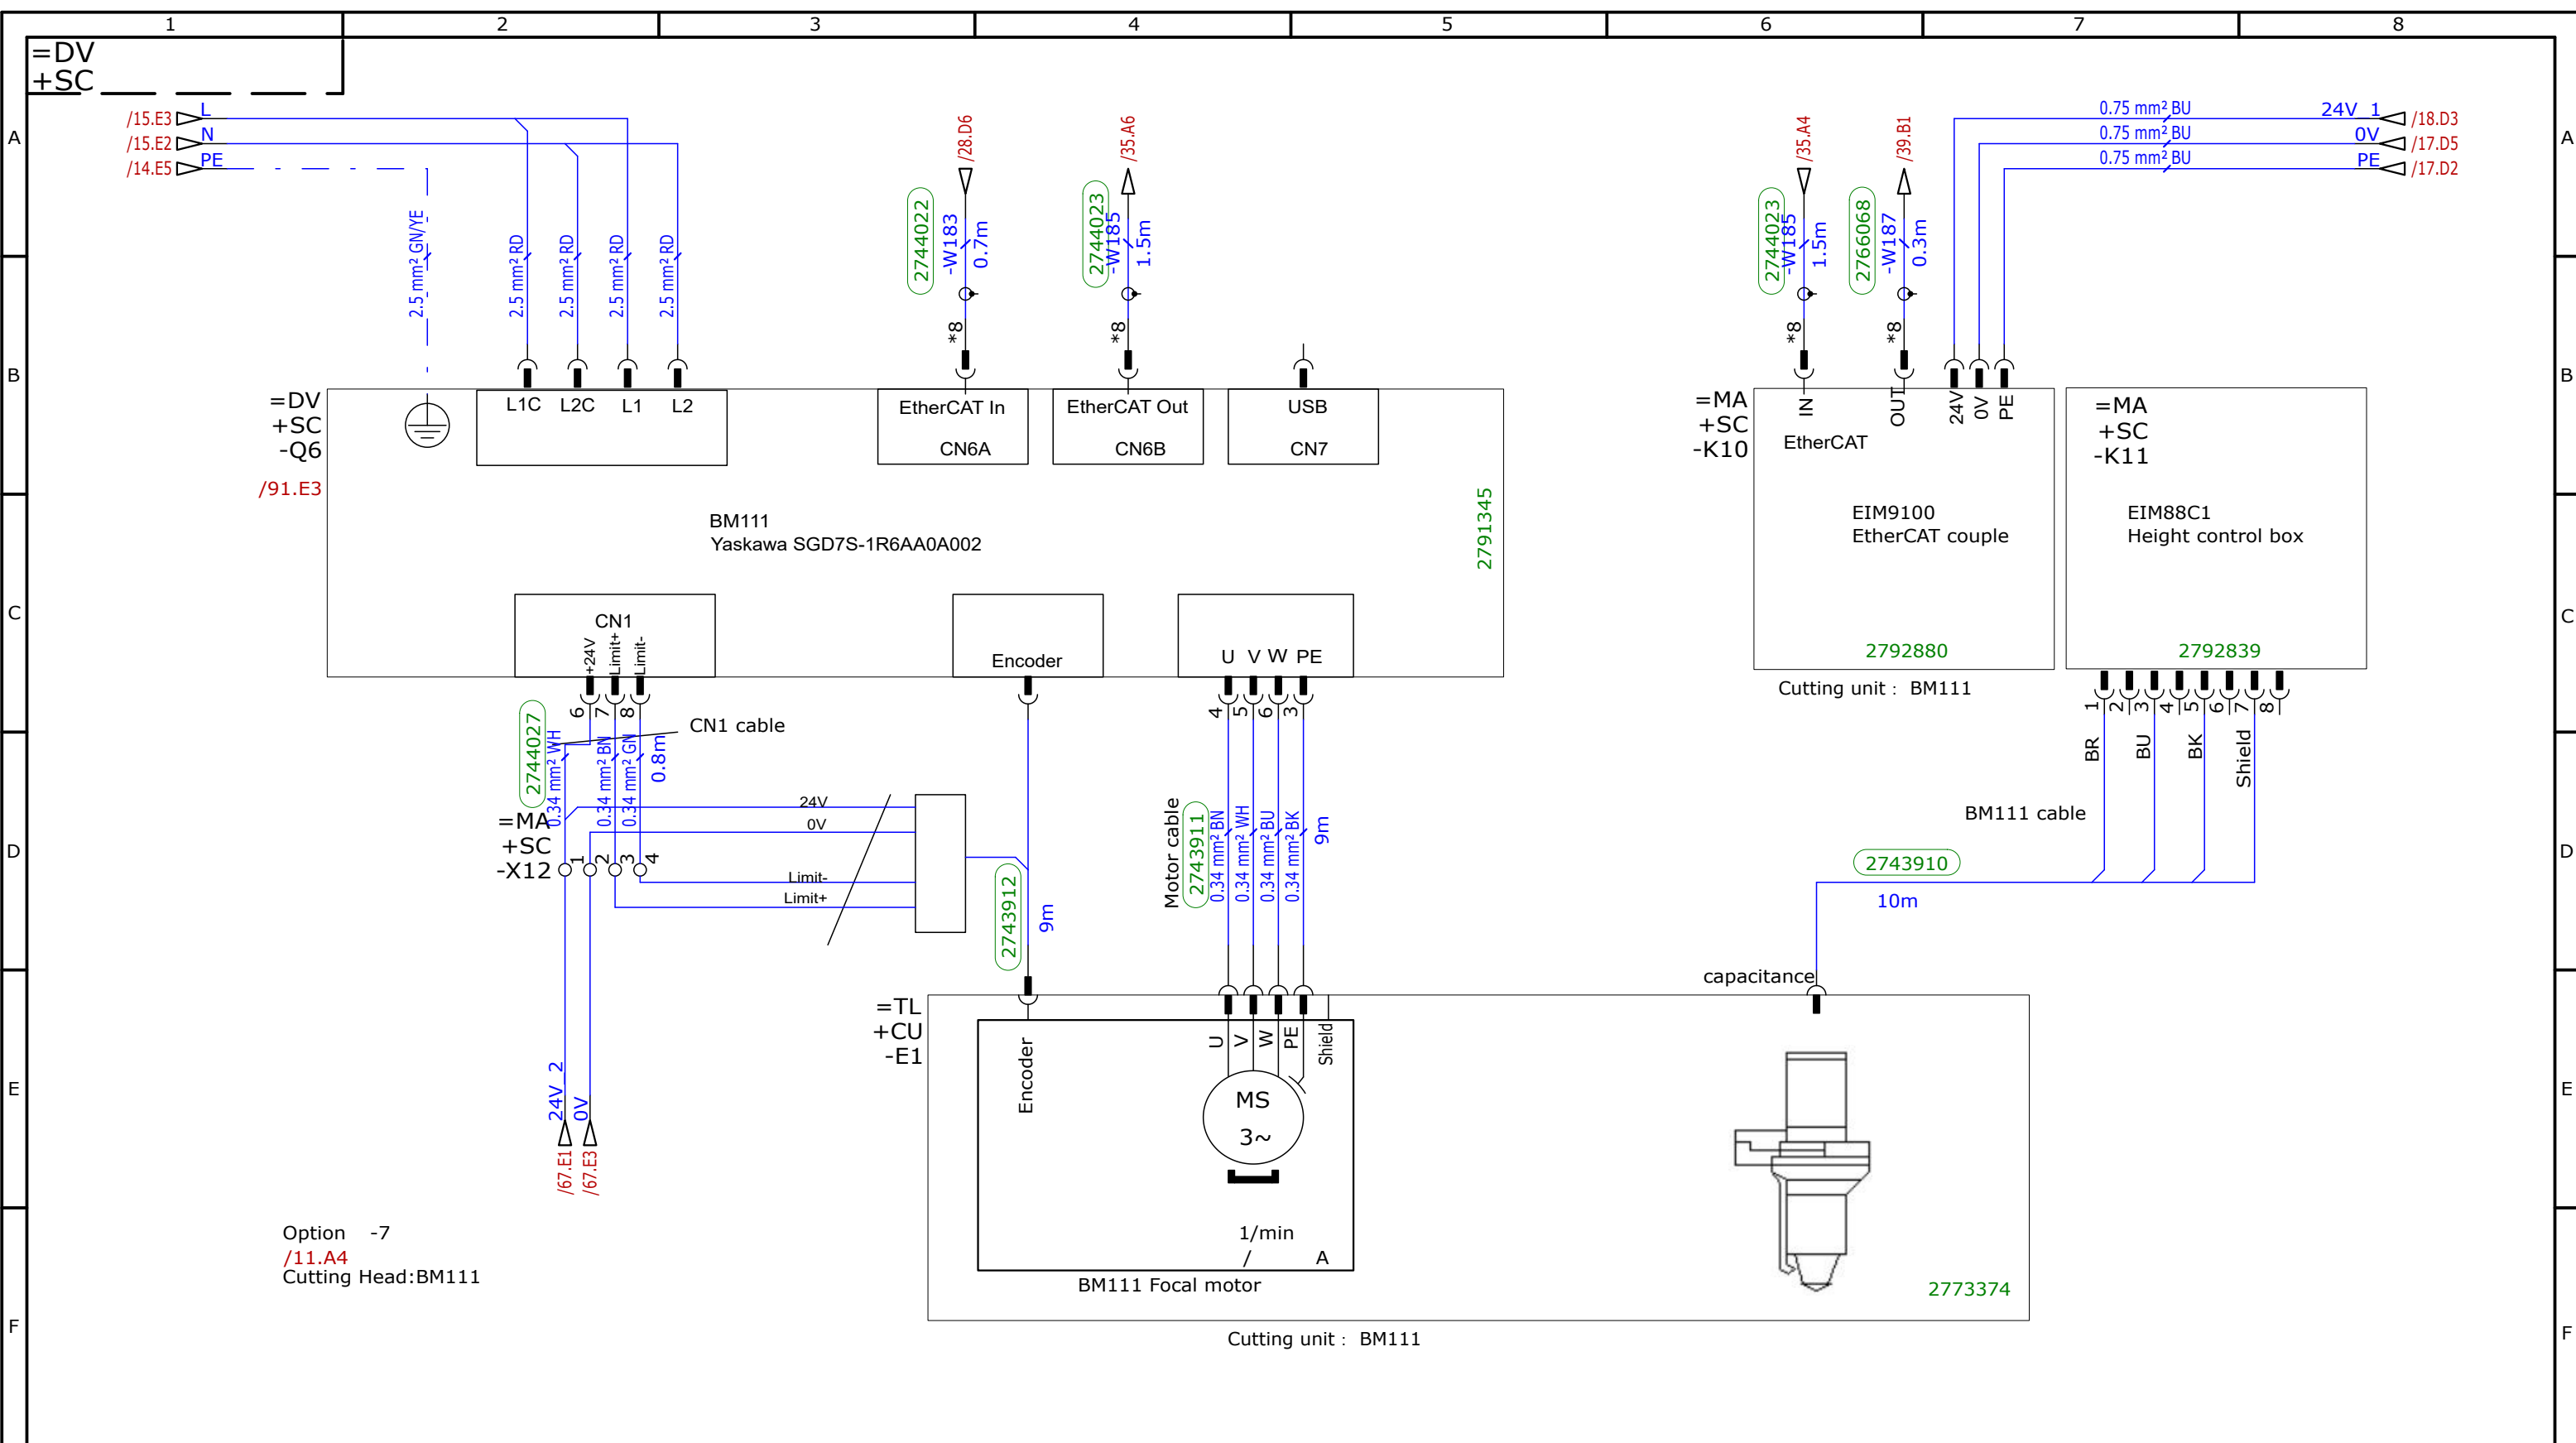 1 2 3 4 5 6 7 8
=DV
+SC
A A
/15.E3 L
/15.E2 N
/14.E5 PE
/28.D6
/35.A6
/35.A4
/39.B1
0.75 mm² BU 24V_1 /18.D3
0.75 mm² BU 0V /17.D5
0.75 mm² BU PE /17.D2
2.5 mm² GN/YE
2.5 mm² RD
2.5 mm² RD
2.5 mm² RD
2.5 mm² RD
2744022
-W183
0.7m
2744023
-W185
1.5m
2744023
-W185
1.5m
2766068
-W187
0.3m
*8
*8
*8
*8
B B
=DV
+SC
-Q6
/91.E3
L1C L2C L1 L2
EtherCAT In
CN6A
EtherCAT Out
CN6B
USB
CN7
=MA
+SC
-K10
IN
OUT
24V
0V
PE
EtherCAT
=MA
+SC
-K11
BM111
Yaskawa SGD7S-1R6AA0A002
2791345
EIM9100
EtherCAT couple
EIM88C1
Height control box
C C
CN1
+24V
Limit+
Limit-
Encoder
U V W PE
2792880
2792839
Cutting unit : BM111
6 7 8
4 5 6 3
1 2 3 4 5 6 7 8
CN1 cable
2744027
0.34 mm² WH
0.34 mm² BN
0.34 mm² GN
0.8m
BR
BU
BK
Shield
BM111 cable
24V
0V
=MA
+SC
-X12
1 2 3 4
D D
Limit-
Limit+
Motor cable
2743911
0.34 mm² BN
0.34 mm² WH
0.34 mm² BU
0.34 mm² BK
9m
2743910
10m
2743912
9m
capacitance
=TL
+CU
-E1
Encoder
U
V
W
PE
Shield
MS
3~
E E
24V_2
0V
/67.E1
/67.E3
Option -7
/11.A4
Cutting Head:BM111
1/min
/ A
BM111 Focal motor
2773374
F F
Cutting unit : BM111